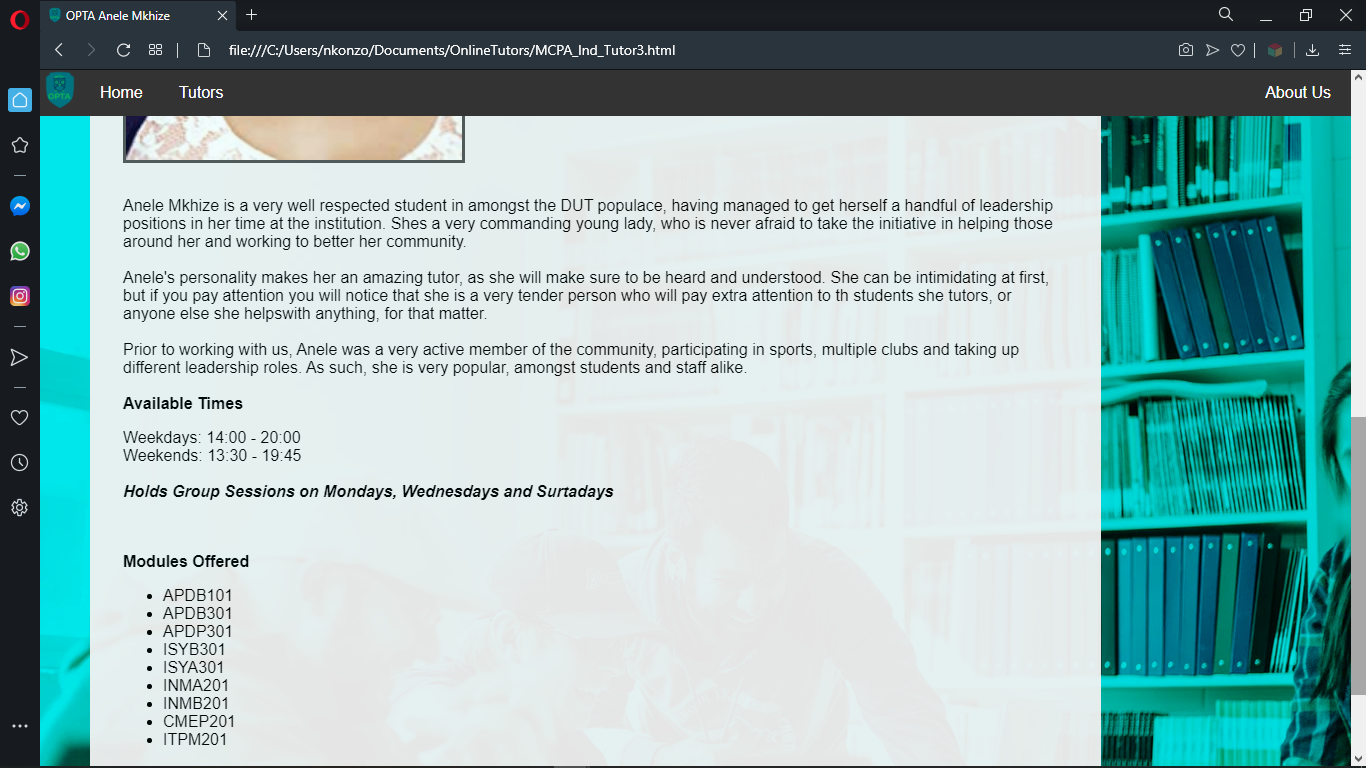 OPTA Anele Mkhize
file:///C:/Users/nkonzo/Documents/OnlineTutors/MCPA_Ind_Tutor3.html
OPTA
Home
Tutors
About Us
Anele Mkhize is a very well respected student in amongst the DUT populace, having managed to get herself a handful of leadership
positions in her time at the institution. Shes a very commanding young lady, who is never afraid to take the initiative in helping those
around her and working to better her community.
Anele's personality makes her an amazing tutor, as she will make sure to be heard and understood. She can be intimidating at first,
but if you pay attention you will notice that she is a very tender person who will pay extra attention to th students she tutors, or
anyone else she helpswith anything, for that matter.
Prior to working with us, Anele was a very active member of the community, participating in sports, multiple clubs and taking up
different leadership roles. As such, she is very popular, amongst students and staff alike.
Available Times
Weekdays: 14:00 - 20:00
Weekends: 13:30 - 19:45
Holds Group Sessions on Mondays, Wednesdays and Surtadays
Modules Offered
• APDB101
• APDB301
• APDP301
• ISYB301
• ISYA301
• INMA201
• INMB201
• CMEP201
• ITPM201